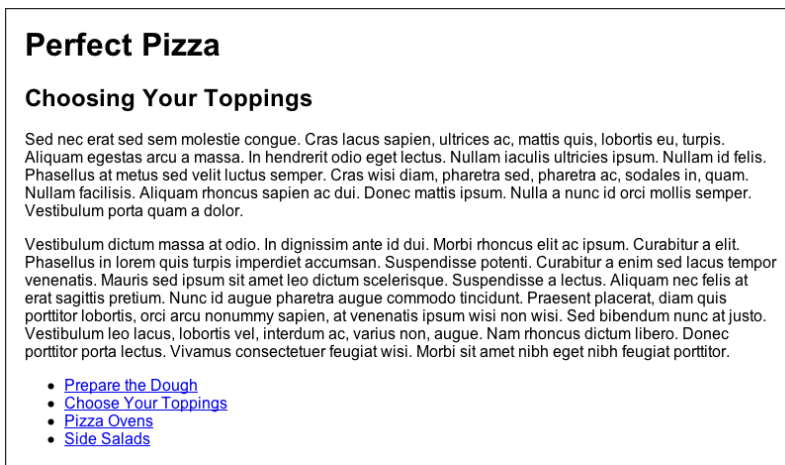 Perfect Pizza
Choosing Your Toppings
Sed nec erat sed sem molestie congue. Cras lacus sapien, ultrices ac, mattis quis, lobortis eu, turpis.
Aliquam egestas arcu a massa. In hendrerit odio eget lectus. Nullam iaculis ultricies ipsum. Nullam id felis.
Phasellus at metus sed velit luctus semper. Cras wisi diam, pharetra sed, pharetra ac, sodales in, quam.
Nullam facilisis. Aliquam rhoncus sapien ac dui. Donec mattis ipsum. Nulla a nunc id orci mollis semper.
Vestibulum porta quam a dolor.
Vestibulum dictum massa at odio. In dignissim ante id dui. Morbi rhoncus elit ac ipsum. Curabitur a elit.
Phasellus in lorem quis turpis imperdiet accumsan. Suspendisse potenti. Curabitur a enim sed lacus tempor
venenatis. Mauris sed ipsum sit amet leo dictum scelerisque. Suspendisse a lectus. Aliquam nec felis at
erat sagittis pretium. Nunc id augue pharetra augue commodo tincidunt. Praesent placerat, diam quis
porttitor lobortis, orci arcu nonummy sapien, at venenatis ipsum wisi non wisi. Sed bibendum nunc at justo.
Vestibulum leo lacus, lobortis vel, interdum ac, varius non, augue. Nam rhoncus dictum libero. Donec
porttitor porta lectus. Vivamus consectetuer feugiat wisi. Morbi sit amet nibh eget nibh feugiat porttitor.
• Prepare the Dough
• Choose Your Toppings
• Pizza Ovens
• Side Salads